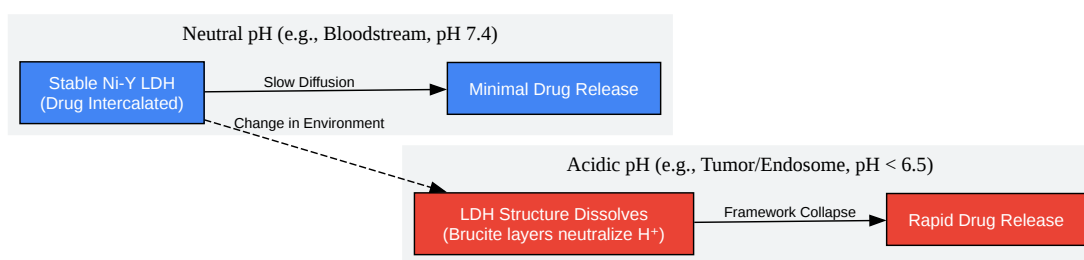 Neutral pH (e.g., Bloodstream, pH 7.4)
Stable Ni-Y LDH
(Drug Intercalated)
Slow Diffusion
Minimal Drug Release
Change in Environment
Acidic pH (e.g., Tumor/Endosome, pH < 6.5)
LDH Structure Dissolves
(Brucite layers neutralize H⁺)
Framework Collapse
Rapid Drug Release